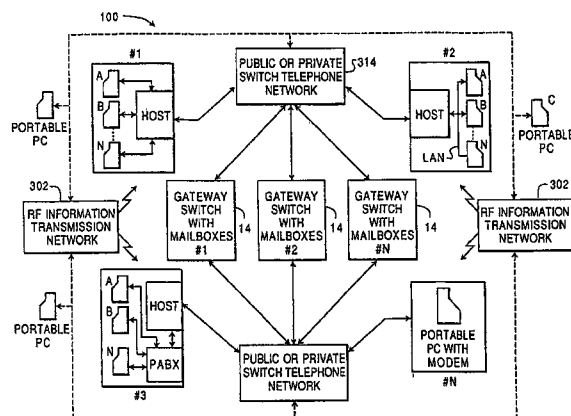 100
#1
A
B
N
HOST
PORTABLE
PC
PUBLIC OR PRIVATE
SWITCH TELEPHONE
NETWORK
314
#2
HOST
A
B
N
LAN
C
PORTABLE
PC
302
RF INFORMATION
TRANSMISSION
NETWORK
GATEWAY
SWITCH
WITH
MAILBOXES
#1
14
GATEWAY
SWITCH
WITH
MAILBOXES
#2
14
GATEWAY
SWITCH
WITH
MAILBOXES
#N
14
302
RF INFORMATION
TRANSMISSION
NETWORK
PORTABLE
PC
A
B
N
HOST
PABX
#3
PUBLIC OR PRIVATE
SWITCH TELEPHONE
NETWORK
PORTABLE
PC WITH
MODEM
#N